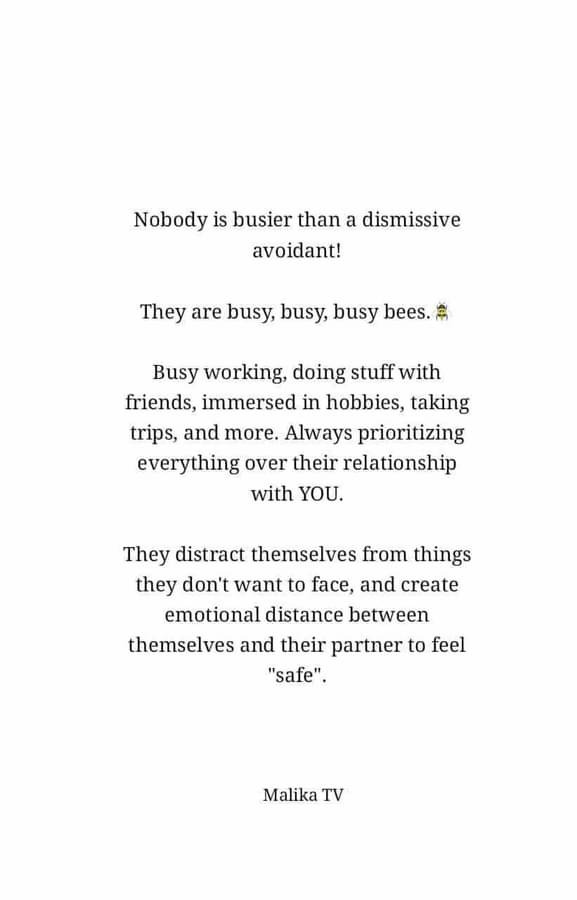 Nobody is busier than a dismissive
avoidant!
They are busy, busy, busy bees.🐝
Busy working, doing stuff with
friends, immersed in hobbies, taking
trips, and more. Always prioritizing
everything over their relationship
with YOU.
They distract themselves from things
they don't want to face, and create
emotional distance between
themselves and their partner to feel
"safe".
Malika TV